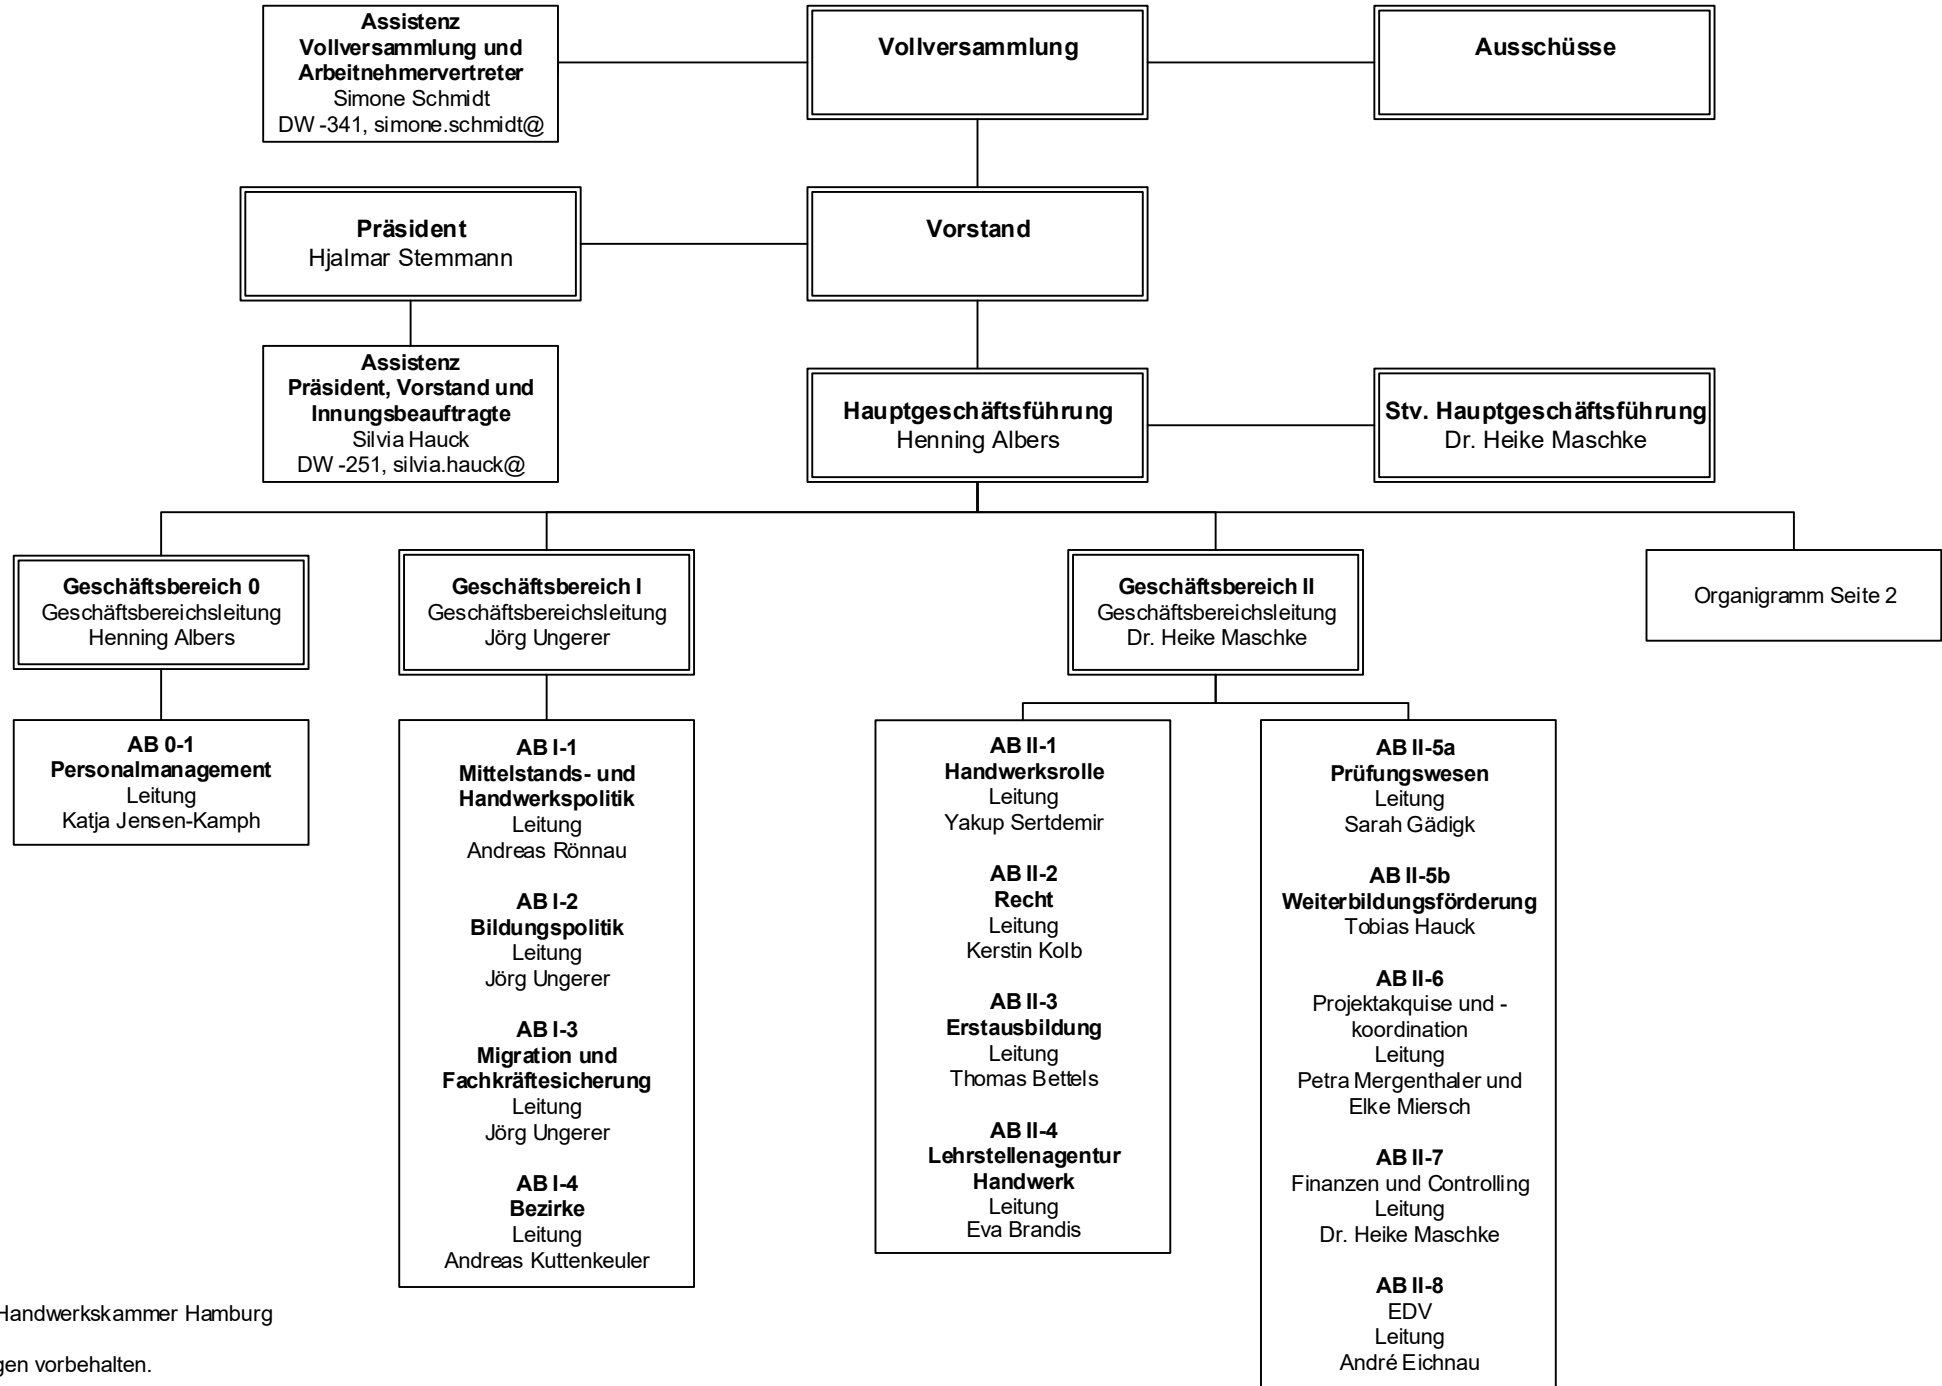 Assistenz
Vollversammlung und
Arbeitnehmervertreter
Simone Schmidt
DW -341, simone.schmidt@
Vollversammlung
Ausschüsse
Präsident
Hjalmar Stemmann
Vorstand
Assistenz
Präsident, Vorstand und
Innungsbeauftragte
Silvia Hauck
DW -251, silvia.hauck@
Hauptgeschäftsführung
Henning Albers
Stv. Hauptgeschäftsführung
Dr. Heike Maschke
Geschäftsbereich 0
Geschäftsbereichsleitung
Henning Albers
Geschäftsbereich I
Geschäftsbereichsleitung
Jörg Ungerer
Geschäftsbereich II
Geschäftsbereichsleitung
Dr. Heike Maschke
Organigramm Seite 2
AB 0-1
Personalmanagement
Leitung
Katja Jensen-Kamph
AB I-1
Mittelstands- und
Handwerkspolitik
Leitung
Andreas Rönnau
AB I-2
Bildungspolitik
Leitung
Jörg Ungerer
AB I-3
Migration und
Fachkräftesicherung
Leitung
Jörg Ungerer
AB I-4
Bezirke
Leitung
Andreas Kuttenkeuler
AB II-1
Handwerksrolle
Leitung
Yakup Sertdemir
AB II-2
Recht
Leitung
Kerstin Kolb
AB II-3
Erstausbildung
Leitung
Thomas Bettels
AB II-4
Lehrstellenagentur
Handwerk
Leitung
Eva Brandis
AB II-5a
Prüfungswesen
Leitung
Sarah Gädigk
AB II-5b
Weiterbildungsförderung
Tobias Hauck
AB II-6
Projektakquise und -
koordination
Leitung
Petra Mergenthaler und
Elke Miersch
AB II-7
Finanzen und Controlling
Leitung
Dr. Heike Maschke
AB II-8
EDV
Leitung
André Eichnau
Handwerkskammer Hamburg
gen vorbehalten.